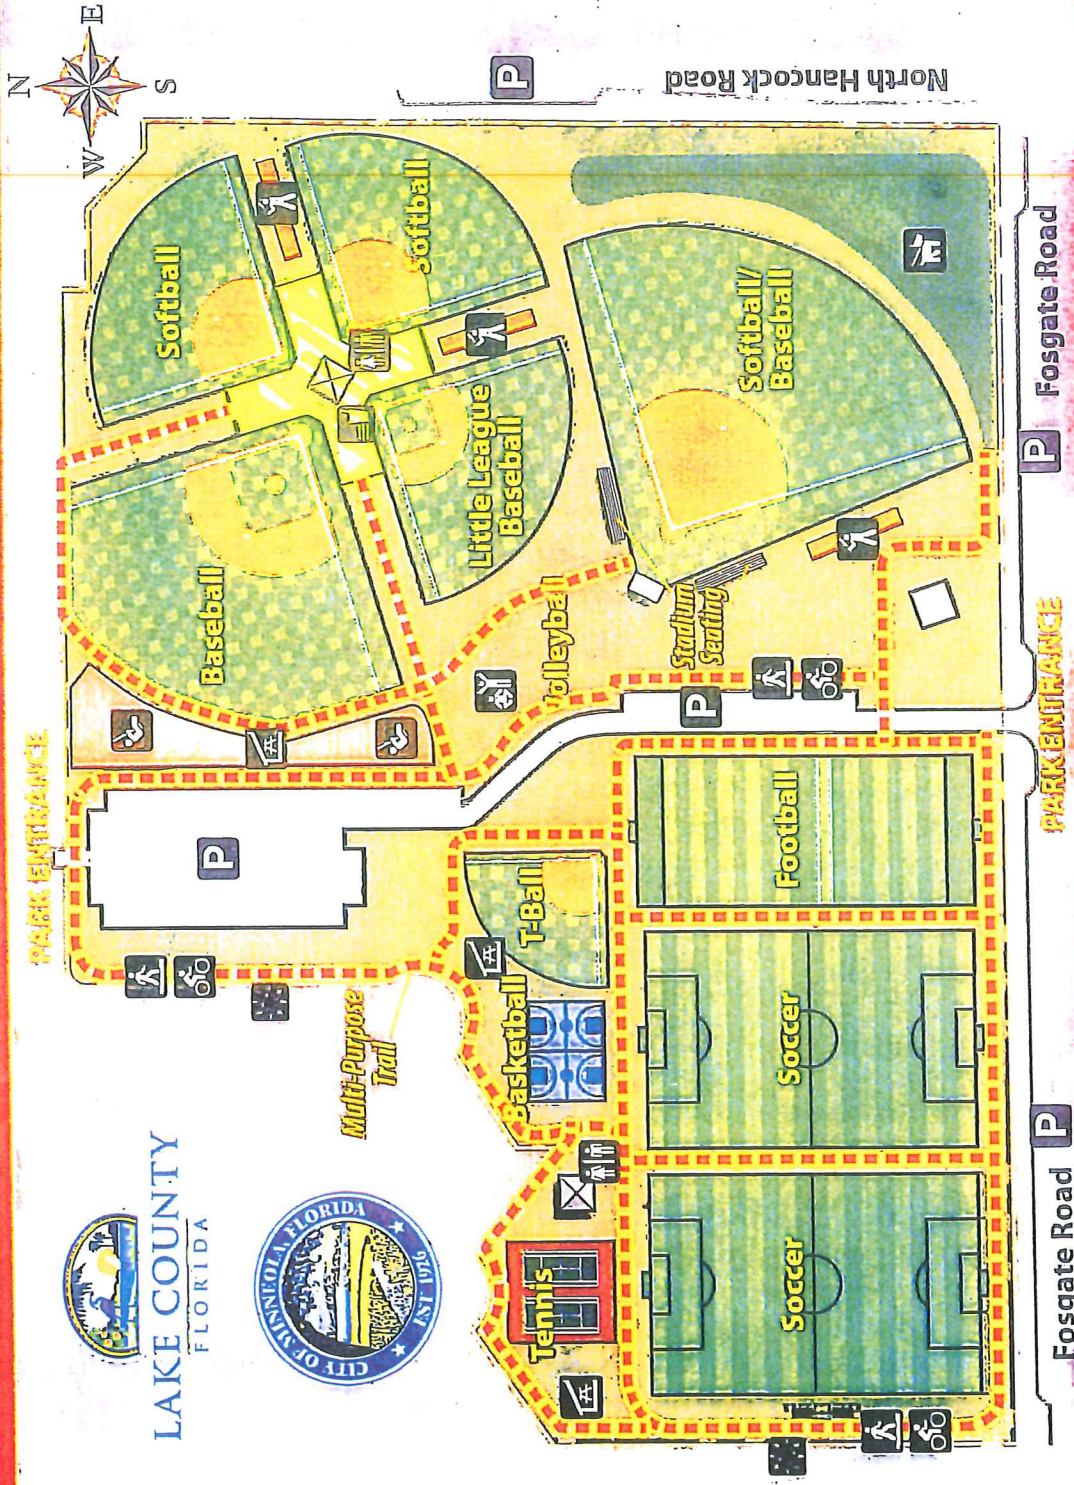 N
E
W
S
North Hancock Road
P
PARK ENTRANCE
P
Softball
Softball
Baseball
Little League
Baseball
Softball/
Baseball
Volleyball
Stadium
Seating
P
P
Fosgate Road
PARK ENTRANCE
Multi-Purpose
Trail
T-Ball
Basketball
Tennis
Football
Soccer
Soccer
P
Fosgate Road
LAKE COUNTY
FLORIDA
CITY OF MINNEOLA, FLORIDA
EST 1926